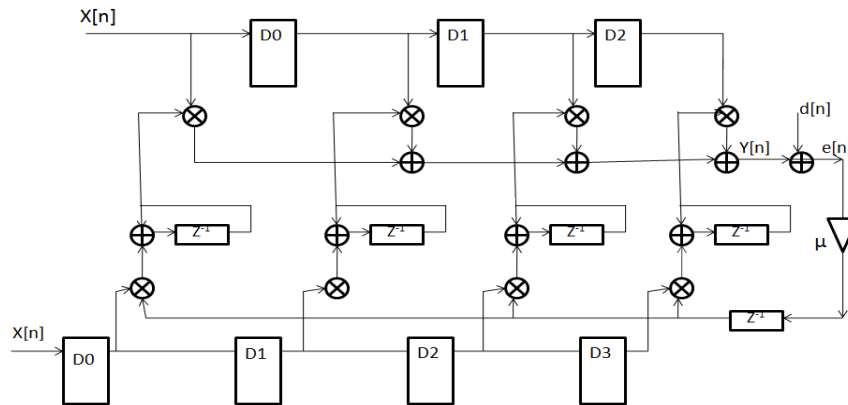 X[n]
D0
D1
D2
d[n]
Y[n]
e[n
Z-1
Z-1
Z-1
Z-1
μ
Z-1
X[n]
D0
D1
D2
D3